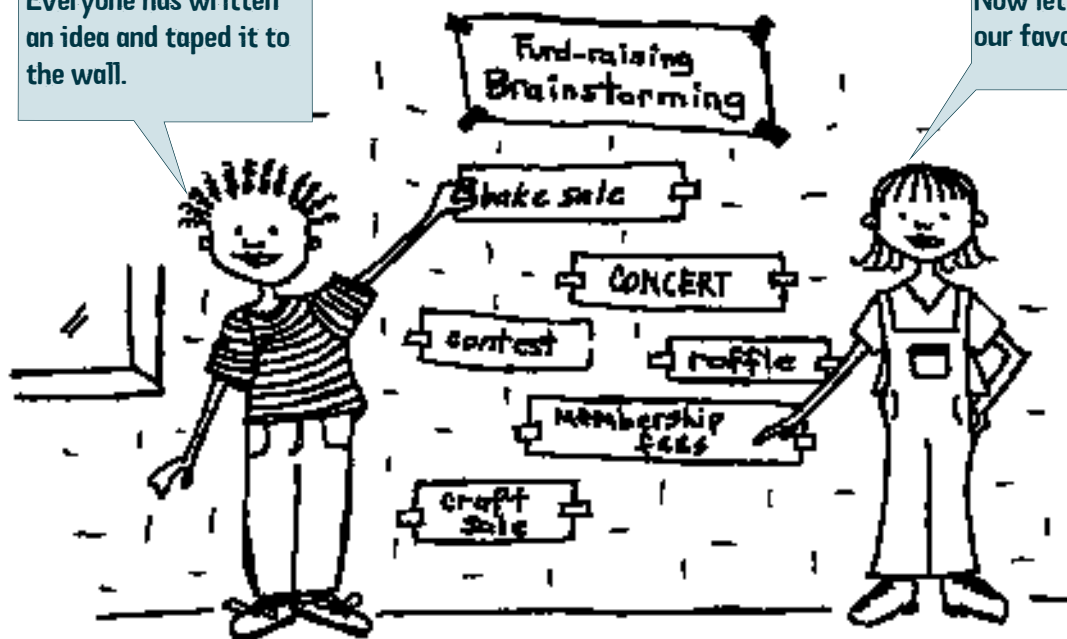 Everyone has written
an idea and taped it to
the wall.
Now let
our favo
Fund-raising
Brainstorming
bake sale
CONCERT
contest
raffle
Membership
fees
craft
sale